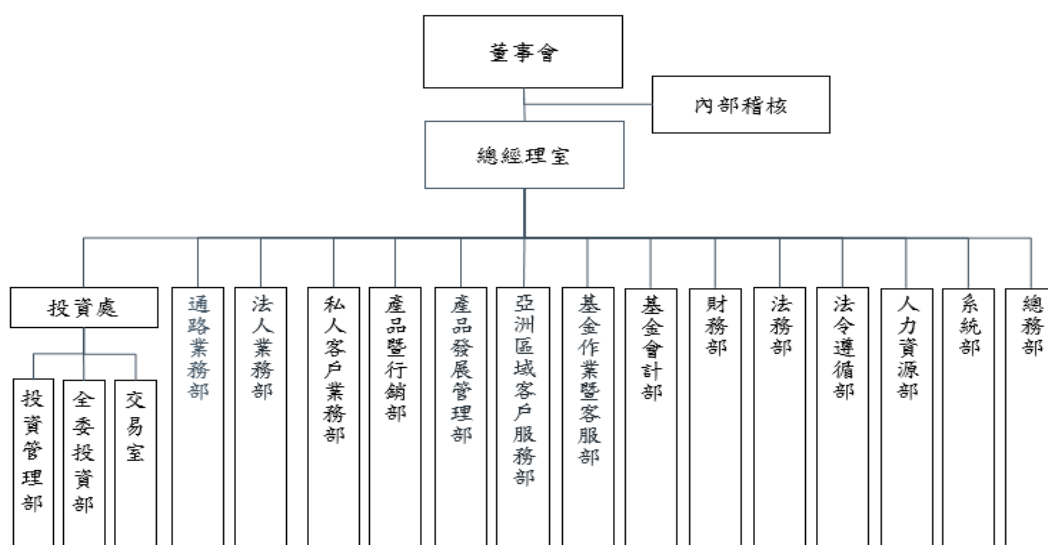 董事會
內部稽核
總經理室
投資處
投資管理部
全委投資部
交易室
通路業務部
法人業務部
私人客戶業務部
產品暨行銷部
產品發展管理部
亞洲區域客戶服務部
基金作業暨客服部
基金會計部
財務部
法務部
法令遵循部
人力資源部
系統部
總務部